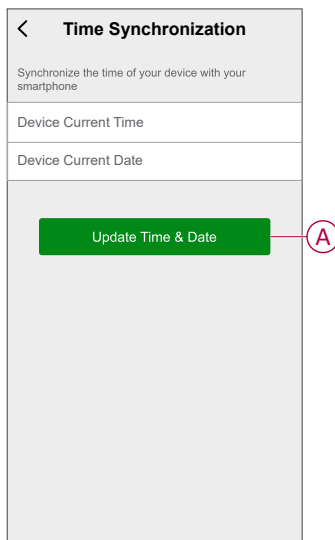 Time Synchronization
Synchronize the time of your device with your
smartphone
Device Current Time
Device Current Date
Update Time & Date
A